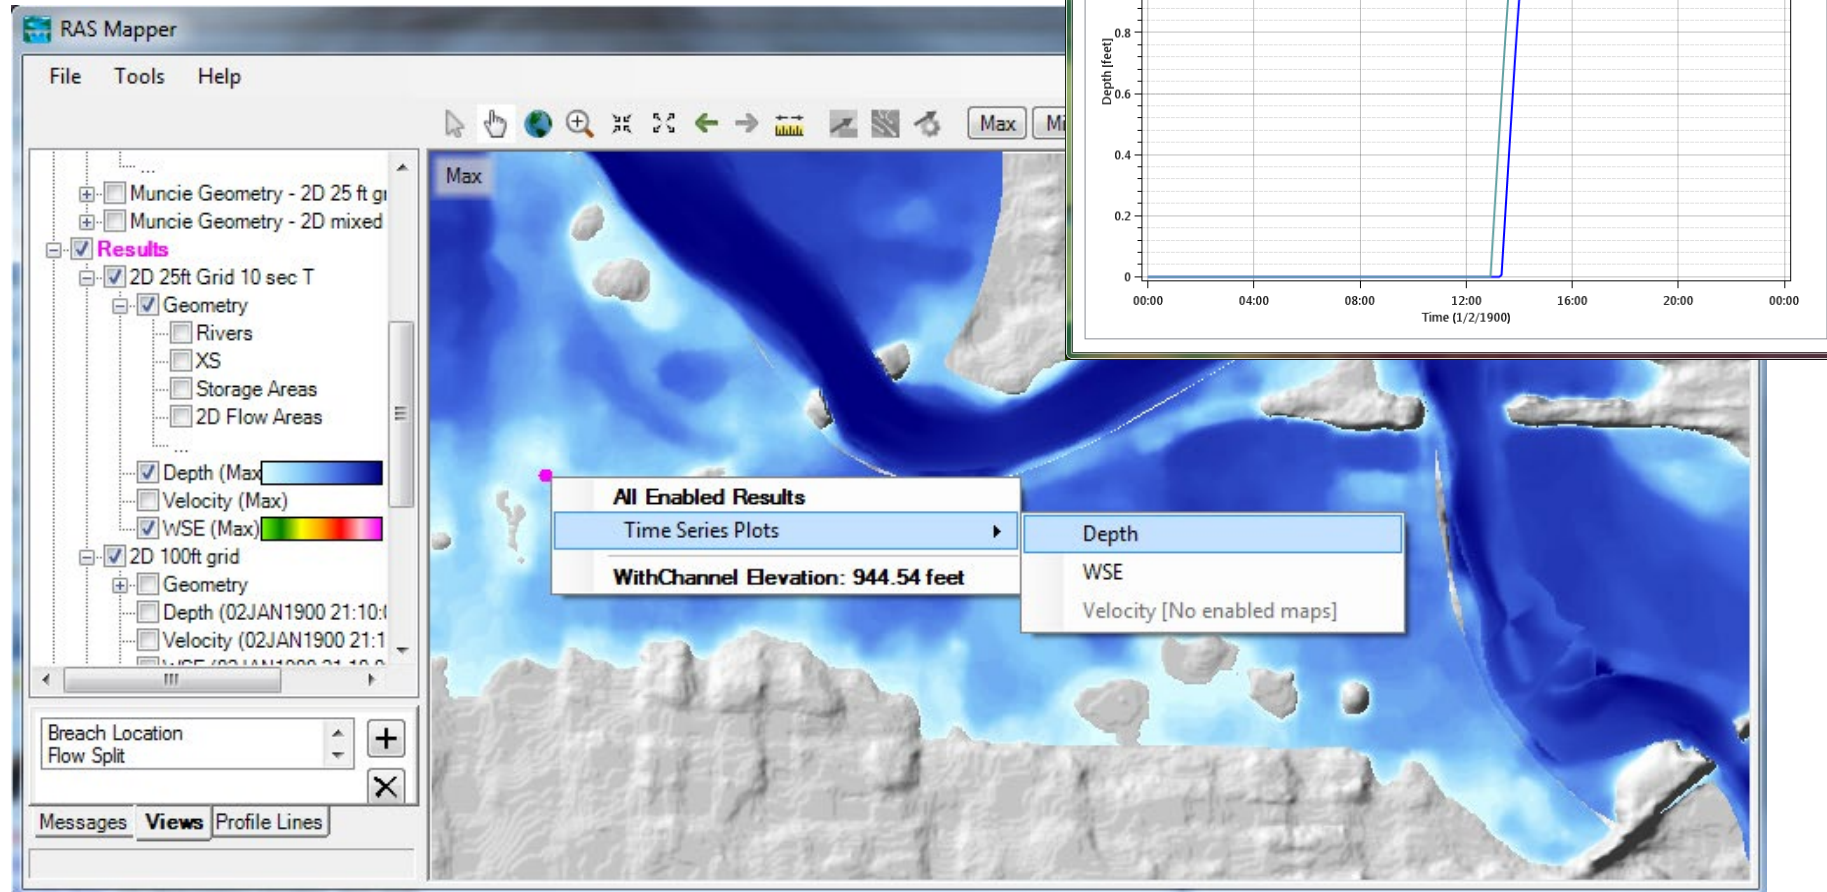 RAS Mapper
File Tools Help
Max
Max
...
Muncie Geometry - 2D 25 ft
Muncie Geometry - 2D mixed
Results
2D 25ft Grid 10 sec T
Geometry
Rivers
XS
Storage Areas
2D Flow Areas
...
Depth (Max
Velocity (Max)
WSE (Max)
2D 100ft grid
Geometry
Depth (02JAN1900 21:10:
Velocity (02JAN1900 21:1
Breach Location
Flow Split
Messages Views Profile Lines
All Enabled Results
Time Series Plots
WithChannel Elevation: 944.54 feet
Depth
WSE
Velocity [No enabled maps]
Depth [feet]
0.8
0.6
0.4
0.2
0
00:00 04:00 08:00 12:00 16:00 20:00 00:00
Time (1/2/1900)